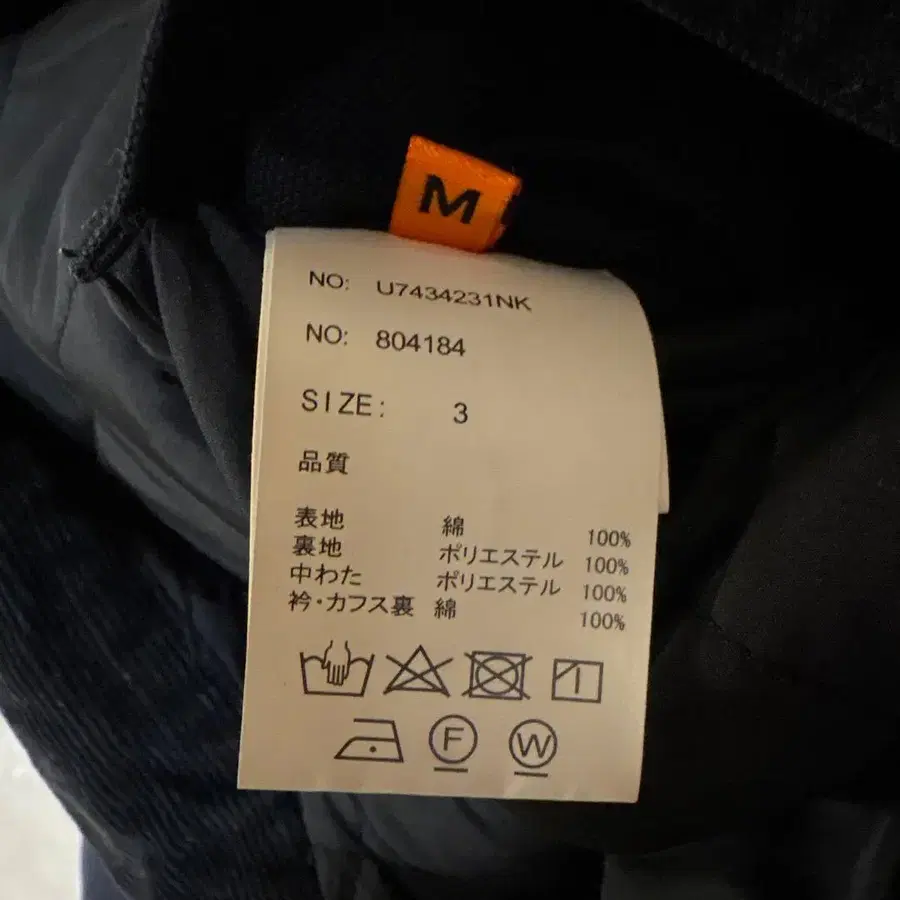 M
NO: U7434231NK
NO: 804184
SIZE: 3
品質
表地 綿 100%
裏地 ポリエステル 100%
中わた ポリエステル 100%
衿・カフス裏 綿 100%
F W